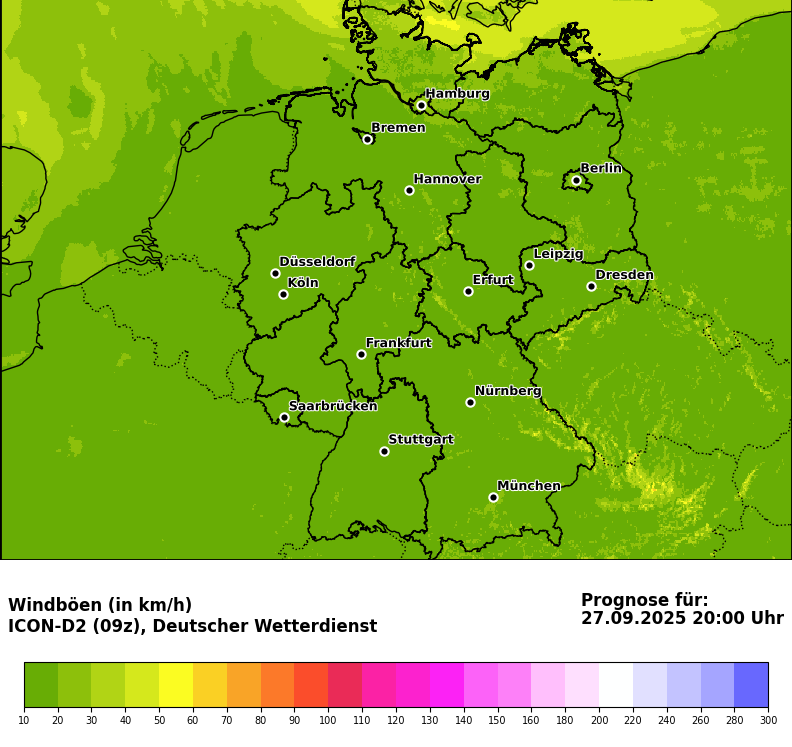 Hamburg
Bremen
Hannover
Berlin
Düsseldorf
Köln
Leipzig
Erfurt
Dresden
Frankfurt
Nürnberg
Saarbrücken
Stuttgart
München
Windböen (in km/h)
ICON-D2 (09z), Deutscher Wetterdienst
Prognose für:
27.09.2025 20:00 Uhr
10 20 30 40 50 60 70 80 90 100 110 120 130 140 150 160 180 200 220 240 260 280 300